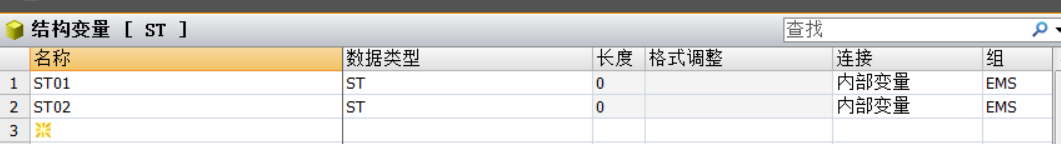 结构变量 [ ST ] 查找
名称 数据类型 长度 格式调整 连接 组
1 ST01 ST 0 内部变量 EMS
2 ST02 ST 0 内部变量 EMS
3